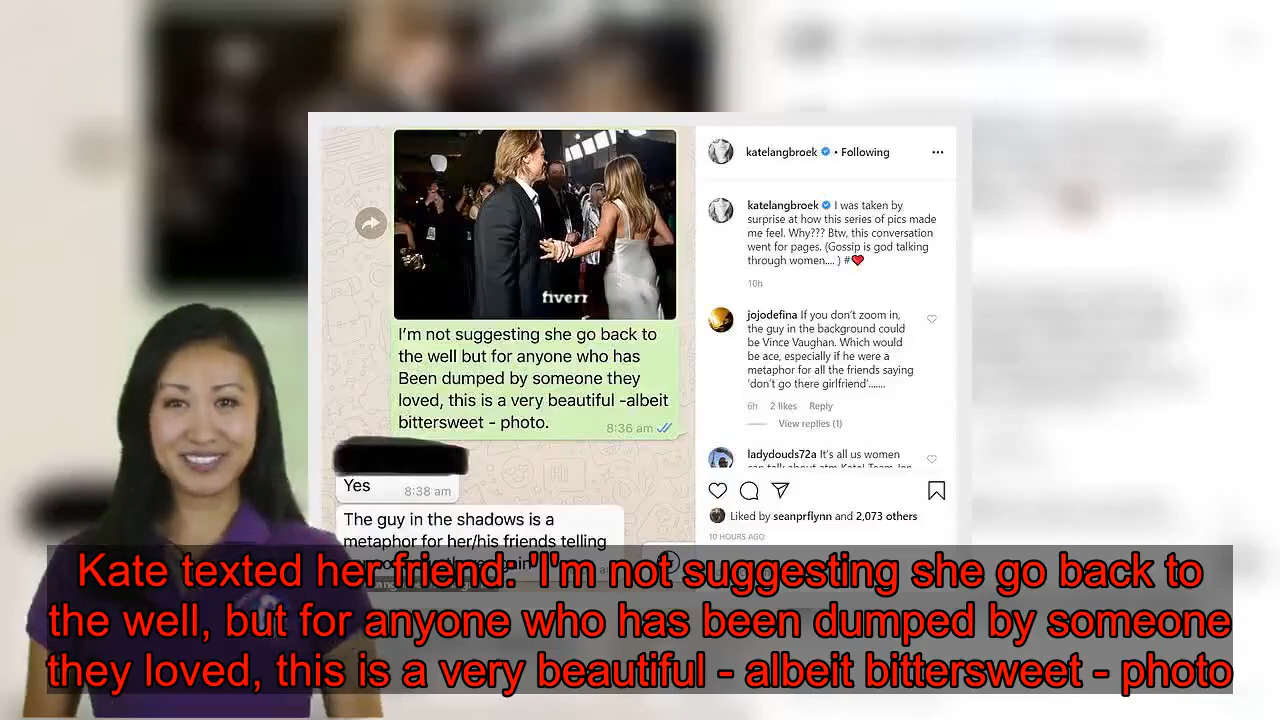 fiverr
I'm not suggesting she go back to
the well but for anyone who has
Been dumped by someone they
loved, this is a very beautiful -albeit
bittersweet - photo.
8:36 am
Yes
8:38 am
The guy in the shadows is a
metaphor for her/his friends telling
katelangbroek • Following
katelangbroek I was taken by
surprise at how this series of pics made
me feel. Why??? Btw, this conversation
went for pages. (Gossip is god talking
through women.... ) #❤️
10h
jojodefina If you don't zoom in,
the guy in the background could
be Vince Vaughan. Which would
be ace, especially if he were a
metaphor for all the friends saying
'don't go there girlfriend'.......
6h 2 likes Reply
View replies (1)
ladydouds72a It's all us women
can talk about atm Kate! Team Jen
Liked by seanprflynn and 2,073 others
10 HOURS AGO
Kate texted her friend: 'I'm not suggesting she go back to
the well, but for anyone who has been dumped by someone
they loved, this is a very beautiful - albeit bittersweet - photo